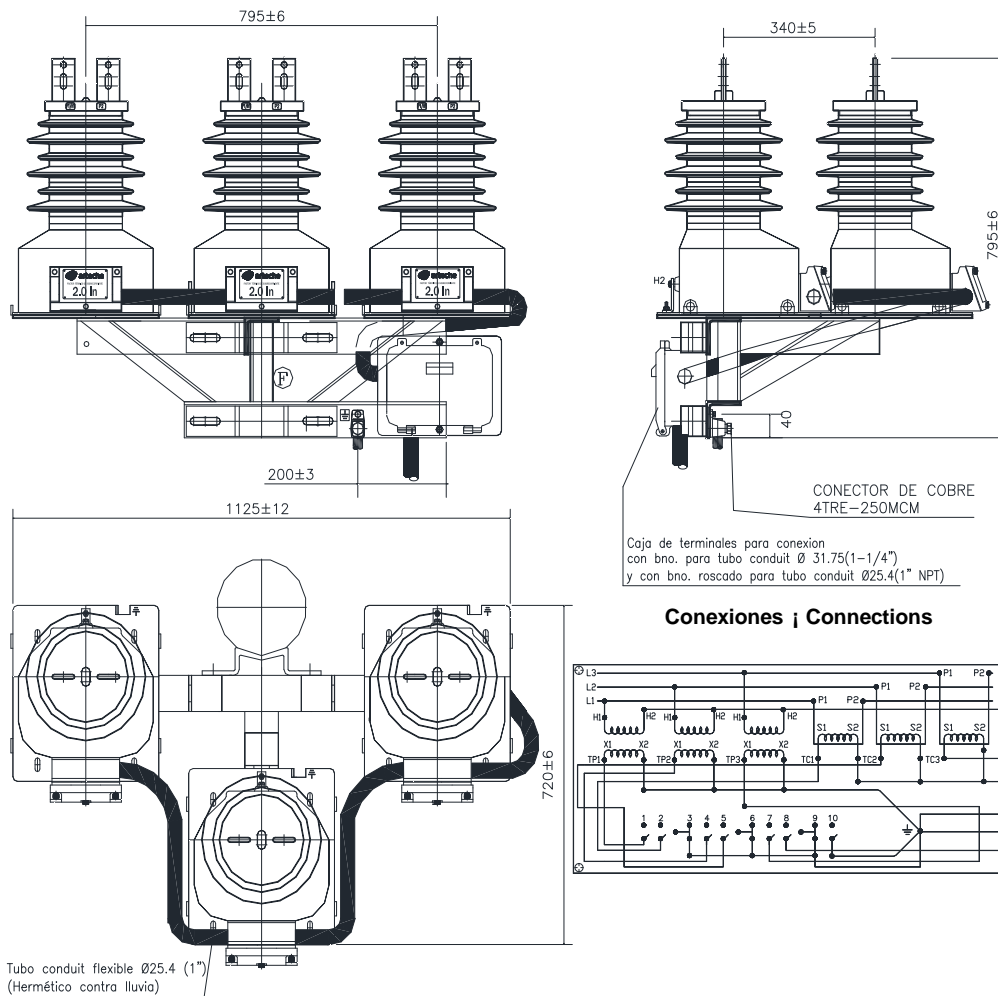 795±6
340±5
arteche
2.0 In
arteche
2.0 In
arteche
2.0 In
H2
795±6
F
40
200±3
CONECTOR DE COBRE
4TRE-250MCM
1125±12
Caja de terminales para conexion
con bno. para tubo conduit Ø 31.75(1-1/4")
y con bno. roscado para tubo conduit Ø25.4(1" NPT)
Conexiones ¡ Connections
L3 P1 P2
L2 P1 P2
L1 P1 P2
H1 H2 H1 H2 H1 H2
S1 S2 S1 S2 S1 S2
X1 X2 X1 X2 X1 X2
TP1 TP2 TP3 TC1 TC2 TC3
720±6
1 2 3 4 5 6 7 8 9 10
Tubo conduit flexible Ø25.4 (1")
(Hermético contra lluvia)